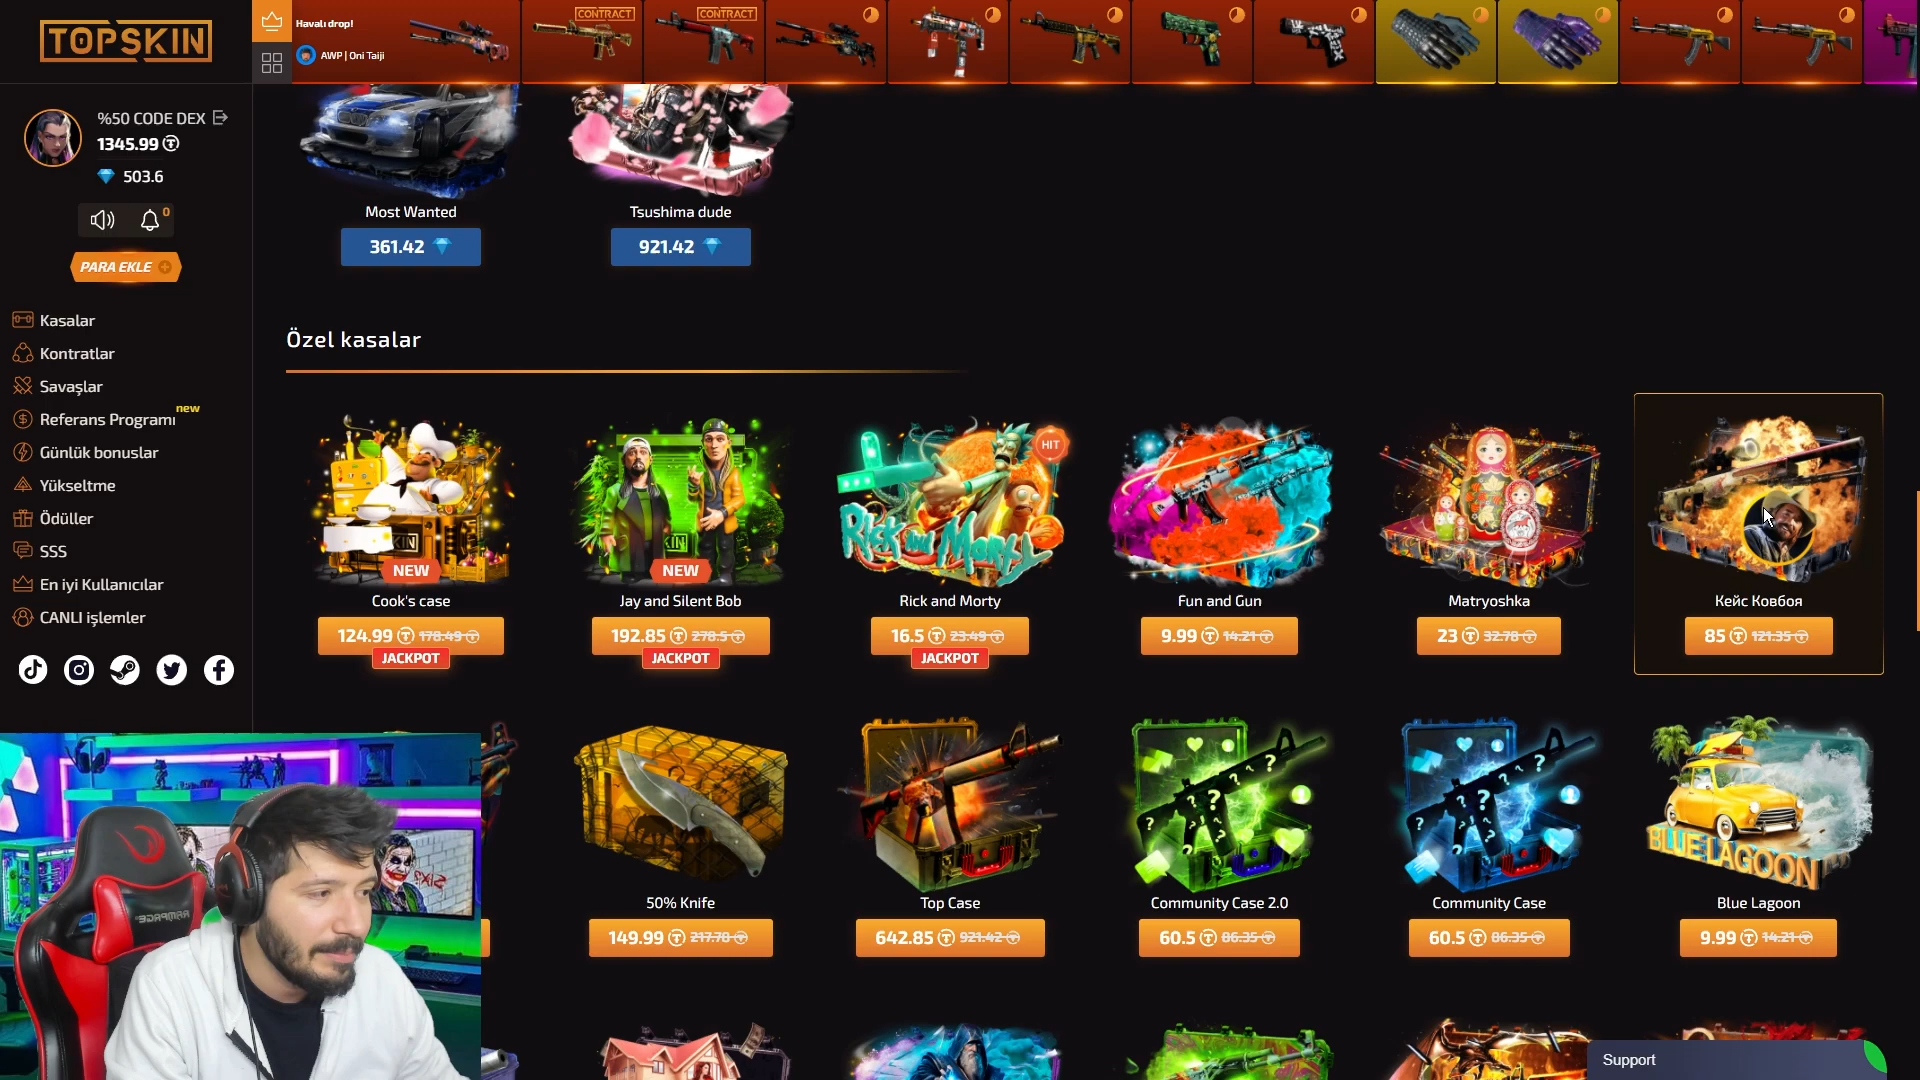 TOPSKIN
Havalı drop!
AWP | Oni Taiji
CONTRACT
CONTRACT
%50 CODE DEX
1345.99
503.6
0
PARA EKLE
Kasalar
Kontratlar
Savaşlar
Referans Programı
new
Günlük bonuslar
Yükseltme
Ödüller
SSS
En iyi Kullanıcılar
CANLI işlemler
Most Wanted
361.42
Tsushima dude
921.42
Özel kasalar
NEW
Cook's case
124.99 178.49
JACKPOT
NEW
Jay and Silent Bob
192.85 278.5
JACKPOT
HIT
Rick and Morty
Rick and Morty
16.5 23.49
JACKPOT
Fun and Gun
9.99 14.21
Matryoshka
23 32.78
Кейс Ковбоя
85 121.35
50% Knife
149.99 217.78
Top Case
642.85 921.42
Community Case 2.0
60.5 86.35
Community Case
60.5 86.35
BLUE LAGOON
Blue Lagoon
9.99 14.21
Support